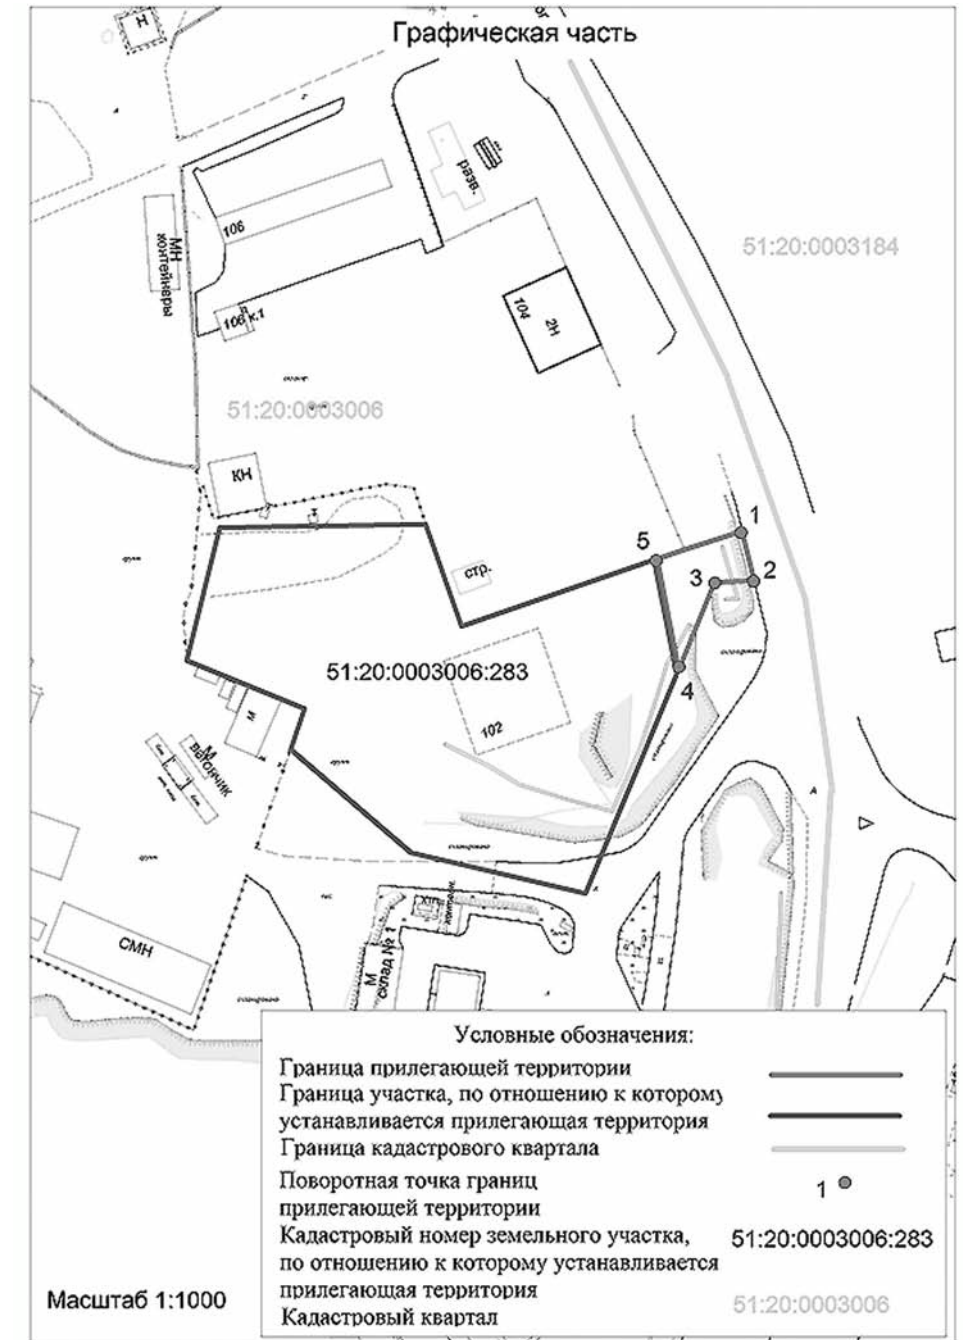 Графическая часть
Н
разв.
106
МН
контейнеры
51:20:0003184
106 к.1
104
2Н
51:20:0003006
КН
1
5
2
3
стр.
51:20:0003006:283
4
М
102
М
вагончик
А
СМН
М
склад № 1
Условные обозначения:
Граница прилегающей территории
Граница участка, по отношению к которому
устанавливается прилегающая территория
Граница кадастрового квартала
Поворотная точка границ
прилегающей территории
1
Кадастровый номер земельного участка,
по отношению к которому устанавливается
прилегающая территория
51:20:0003006:283
Кадастровый квартал
51:20:0003006
Масштаб 1:1000